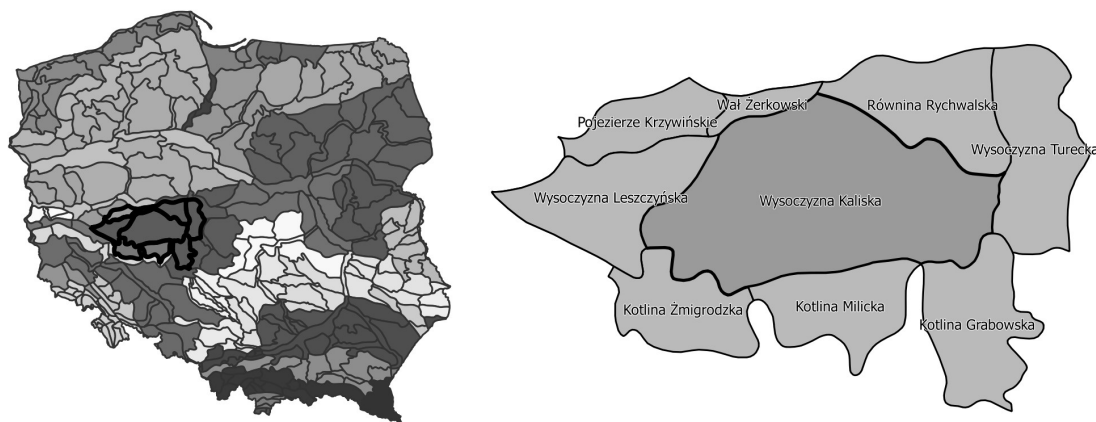 Wał Żerkowski
Równina Rychwalska
Pojezierze Krzywińskie
Wysoczyzna Turecka
Wysoczyzna Leszczyńska
Wysoczyzna Kaliska
Kotlina Żmigrodzka
Kotlina Milicka
Kotlina Grabowska